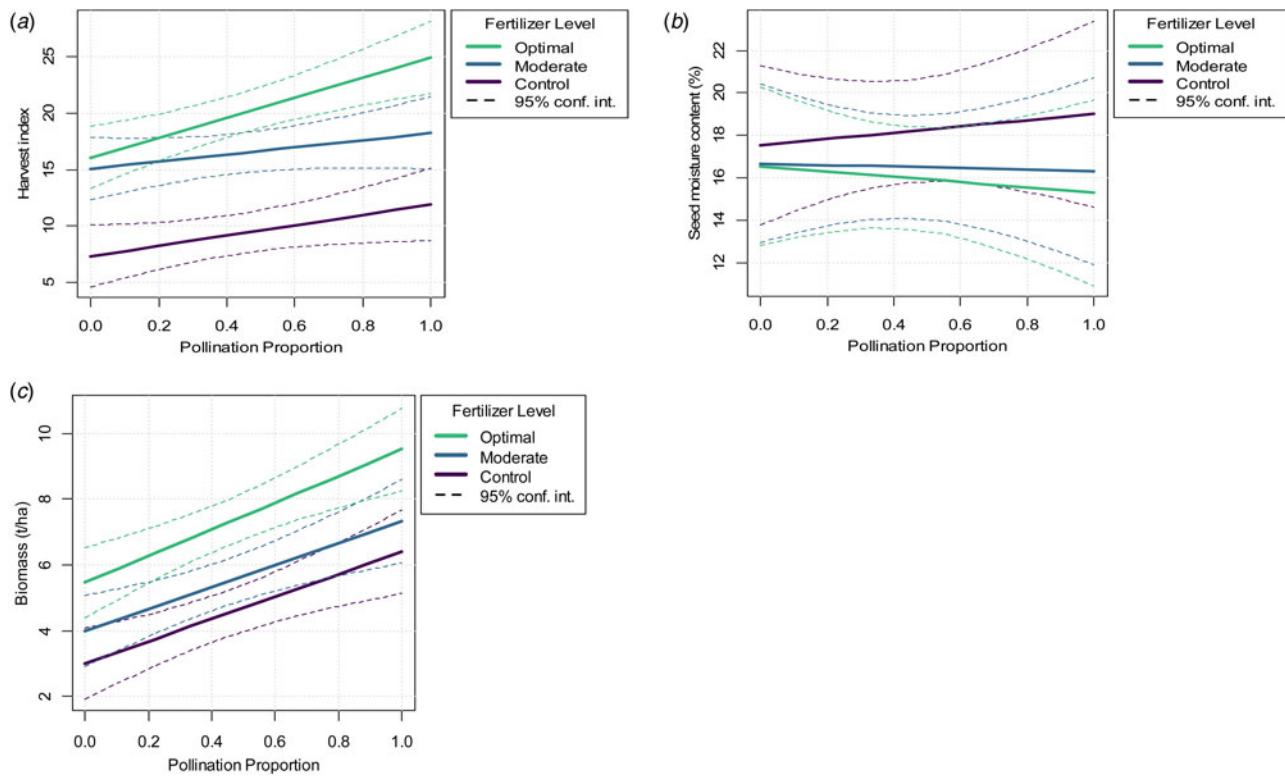 (a)
Harvest index
25
20
15
10
5
0.0 0.2 0.4 0.6 0.8 1.0
Pollination Proportion
Fertilizer Level
Optimal
Moderate
Control
95% conf. int.
(b)
Seed moisture content (%)
22
20
18
16
14
12
0.0 0.2 0.4 0.6 0.8 1.0
Pollination Proportion
Fertilizer Level
Optimal
Moderate
Control
95% conf. int.
(c)
Biomass (t/ha)
10
8
6
4
2
0.0 0.2 0.4 0.6 0.8 1.0
Pollination Proportion
Fertilizer Level
Optimal
Moderate
Control
95% conf. int.